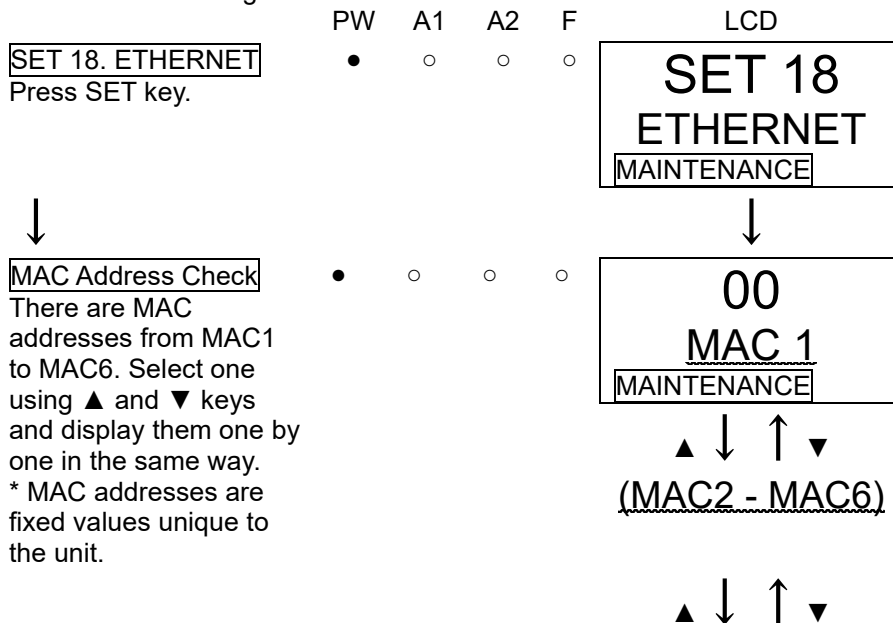 PW A1 A2 F LCD
SET 18. ETHERNET ● ○ ○ ○
Press SET key.
SET 18
ETHERNET
MAINTENANCE
↓ ↓
MAC Address Check ● ○ ○ ○
There are MAC
addresses from MAC1
to MAC6. Select one
using ▲ and ▼ keys
and display them one by
one in the same way.
* MAC addresses are
fixed values unique to
the unit.
00
MAC 1
MAINTENANCE
▲ ↓ ↑ ▼
(MAC2 - MAC6)
▲ ↓ ↑ ▼